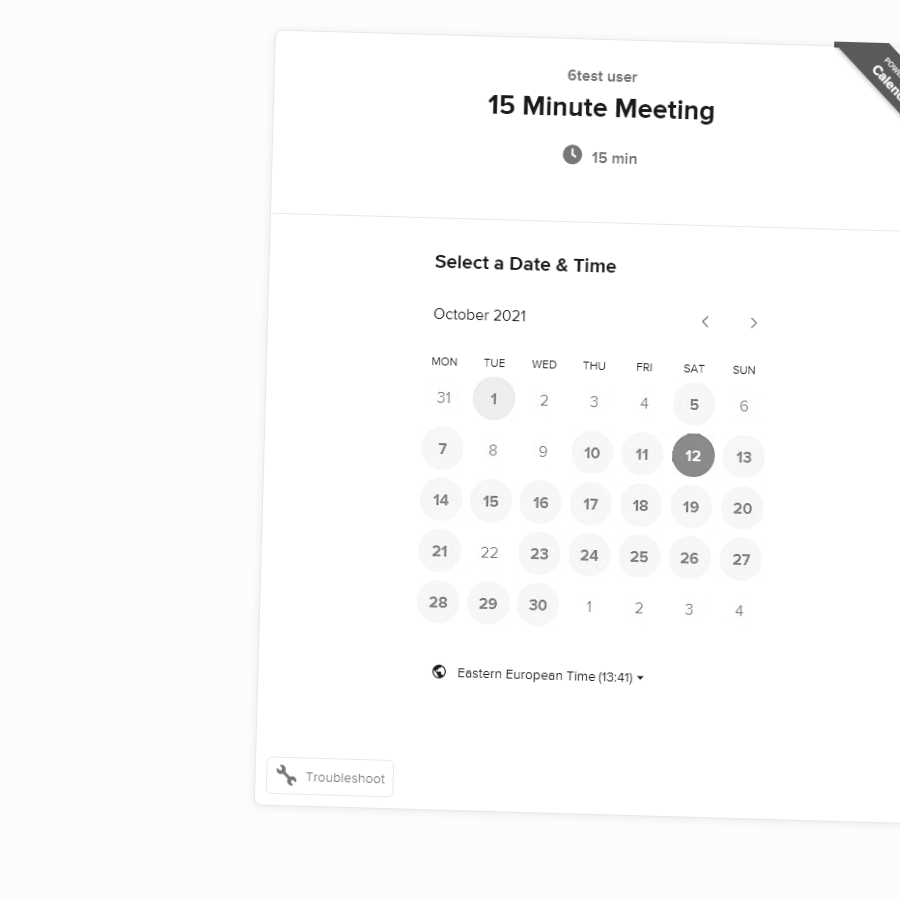 6test user
15 Minute Meeting
15 min
Select a Date & Time
October 2021
MON TUE WED THU FRI SAT SUN
31 1 2 3 4 5 6
7 8 9 10 11 12 13
14 15 16 17 18 19 20
21 22 23 24 25 26 27
28 29 30 1 2 3 4
Eastern European Time (13:41)
Troubleshoot